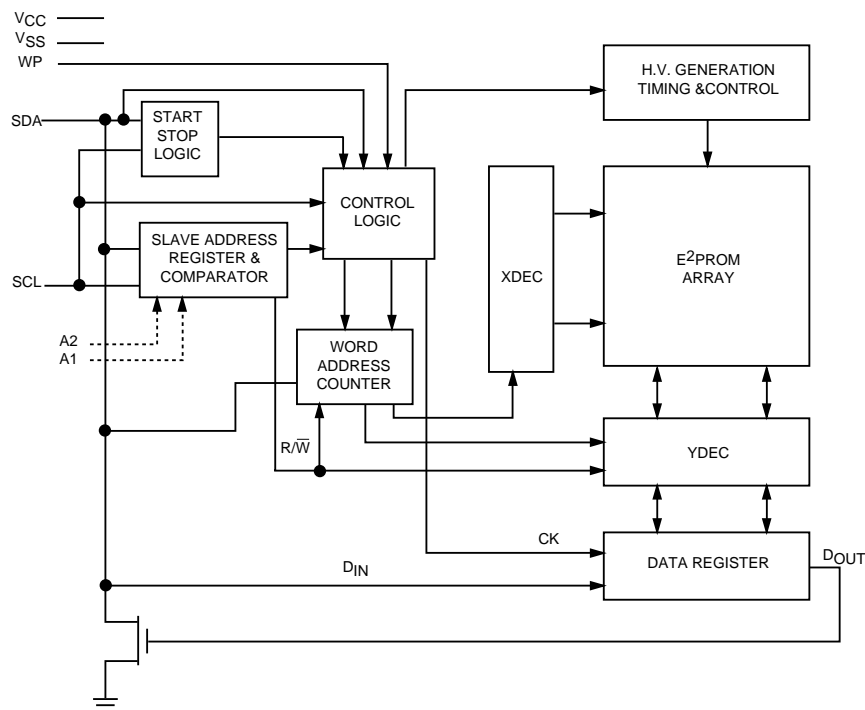 VCC
VSS
WP
H.V. GENERATION
TIMING &CONTROL
SDA
START
STOP
LOGIC
CONTROL
LOGIC
SLAVE ADDRESS
REGISTER &
COMPARATOR
XDEC
E²PROM
ARRAY
SCL
A2
A1
WORD
ADDRESS
COUNTER
R/W̅
YDEC
CK
DIN
DATA REGISTER
DOUT